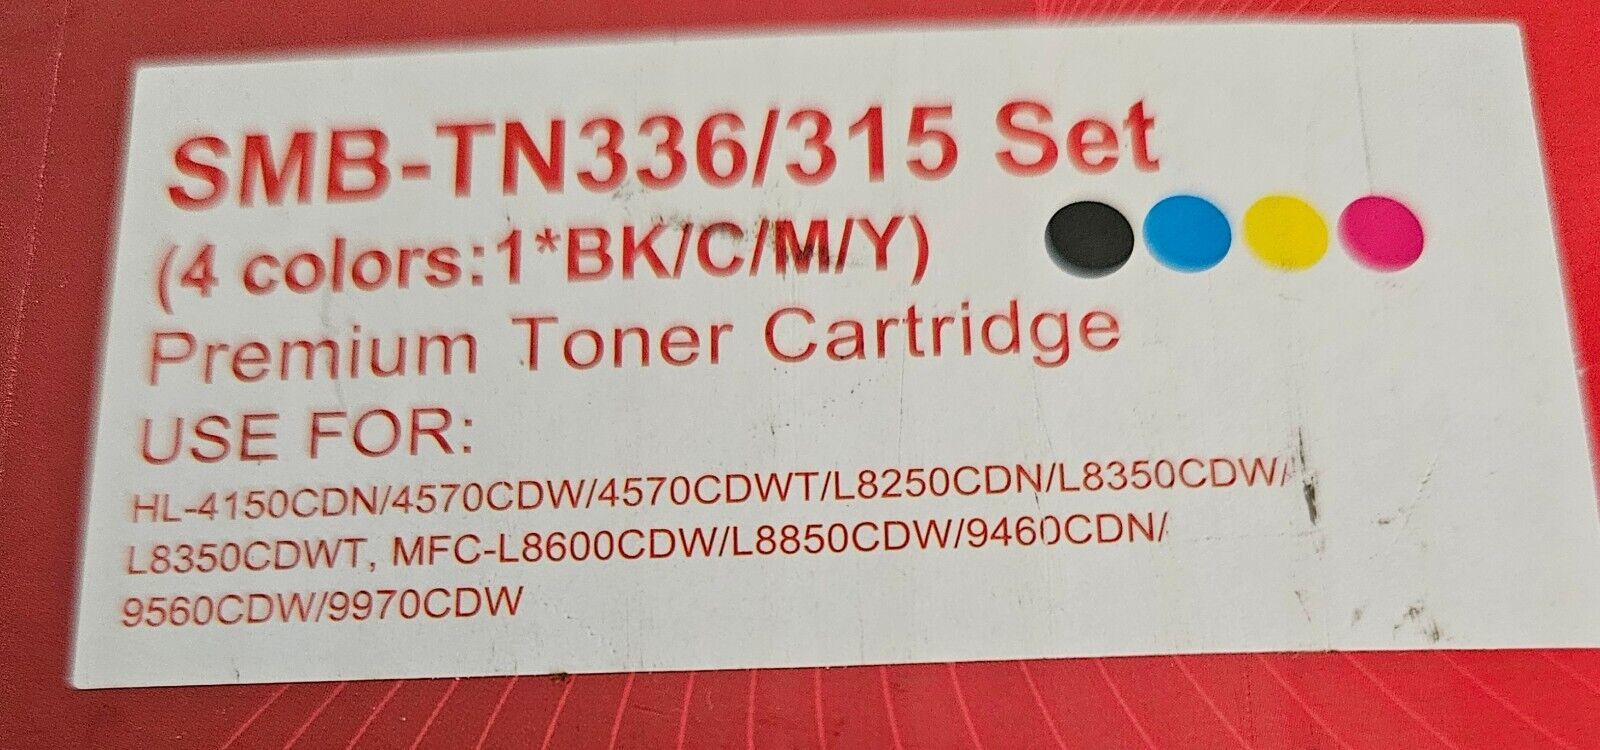 SMB-TN336/315 Set
(4 colors:1*BK/C/M/Y)
Premium Toner Cartridge
USE FOR:
HL-4150CDN/4570CDW/4570CDWT/L8250CDN/L8350CDW/
L8350CDWT, MFC-L8600CDW/L8850CDW/9460CDN/
9560CDW/9970CDW